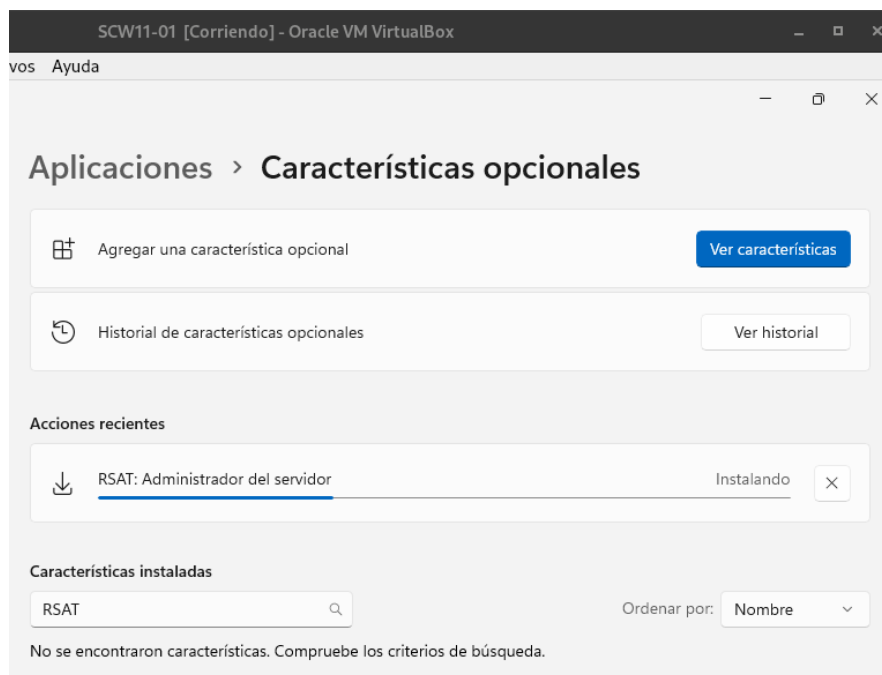 SCW11-01 [Corriendo] - Oracle VM VirtualBox
vos Ayuda
Aplicaciones > Características opcionales
Agregar una característica opcional Ver características
Historial de características opcionales Ver historial
Acciones recientes
RSAT: Administrador del servidor Instalando
Características instaladas
RSAT Ordenar por: Nombre
No se encontraron características. Compruebe los criterios de búsqueda.